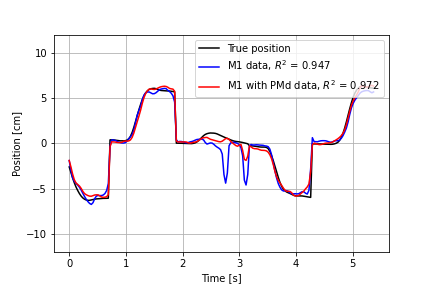 True position
M1 data, R² = 0.947
M1 with PMd data, R² = 0.972
Position [cm]
10
5
0
−5
−10
0 1 2 3 4 5
Time [s]